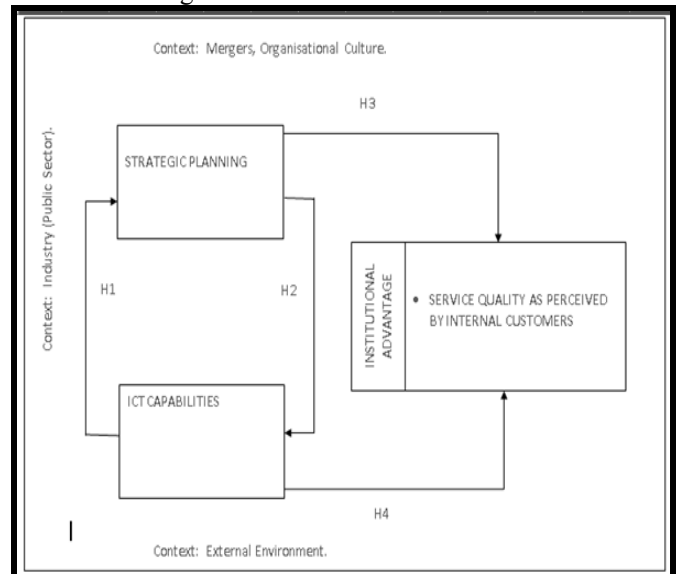 Context: Mergers, Organisational Culture.
H3
Context: Industry (Public Sector).
STRATEGIC PLANNING
H1
H2
INSTITUTIONAL
ADVANTAGE
• SERVICE QUALITY AS PERCEIVED
BY INTERNAL CUSTOMERS
ICT CAPABILITIES
H4
Context: External Environment.